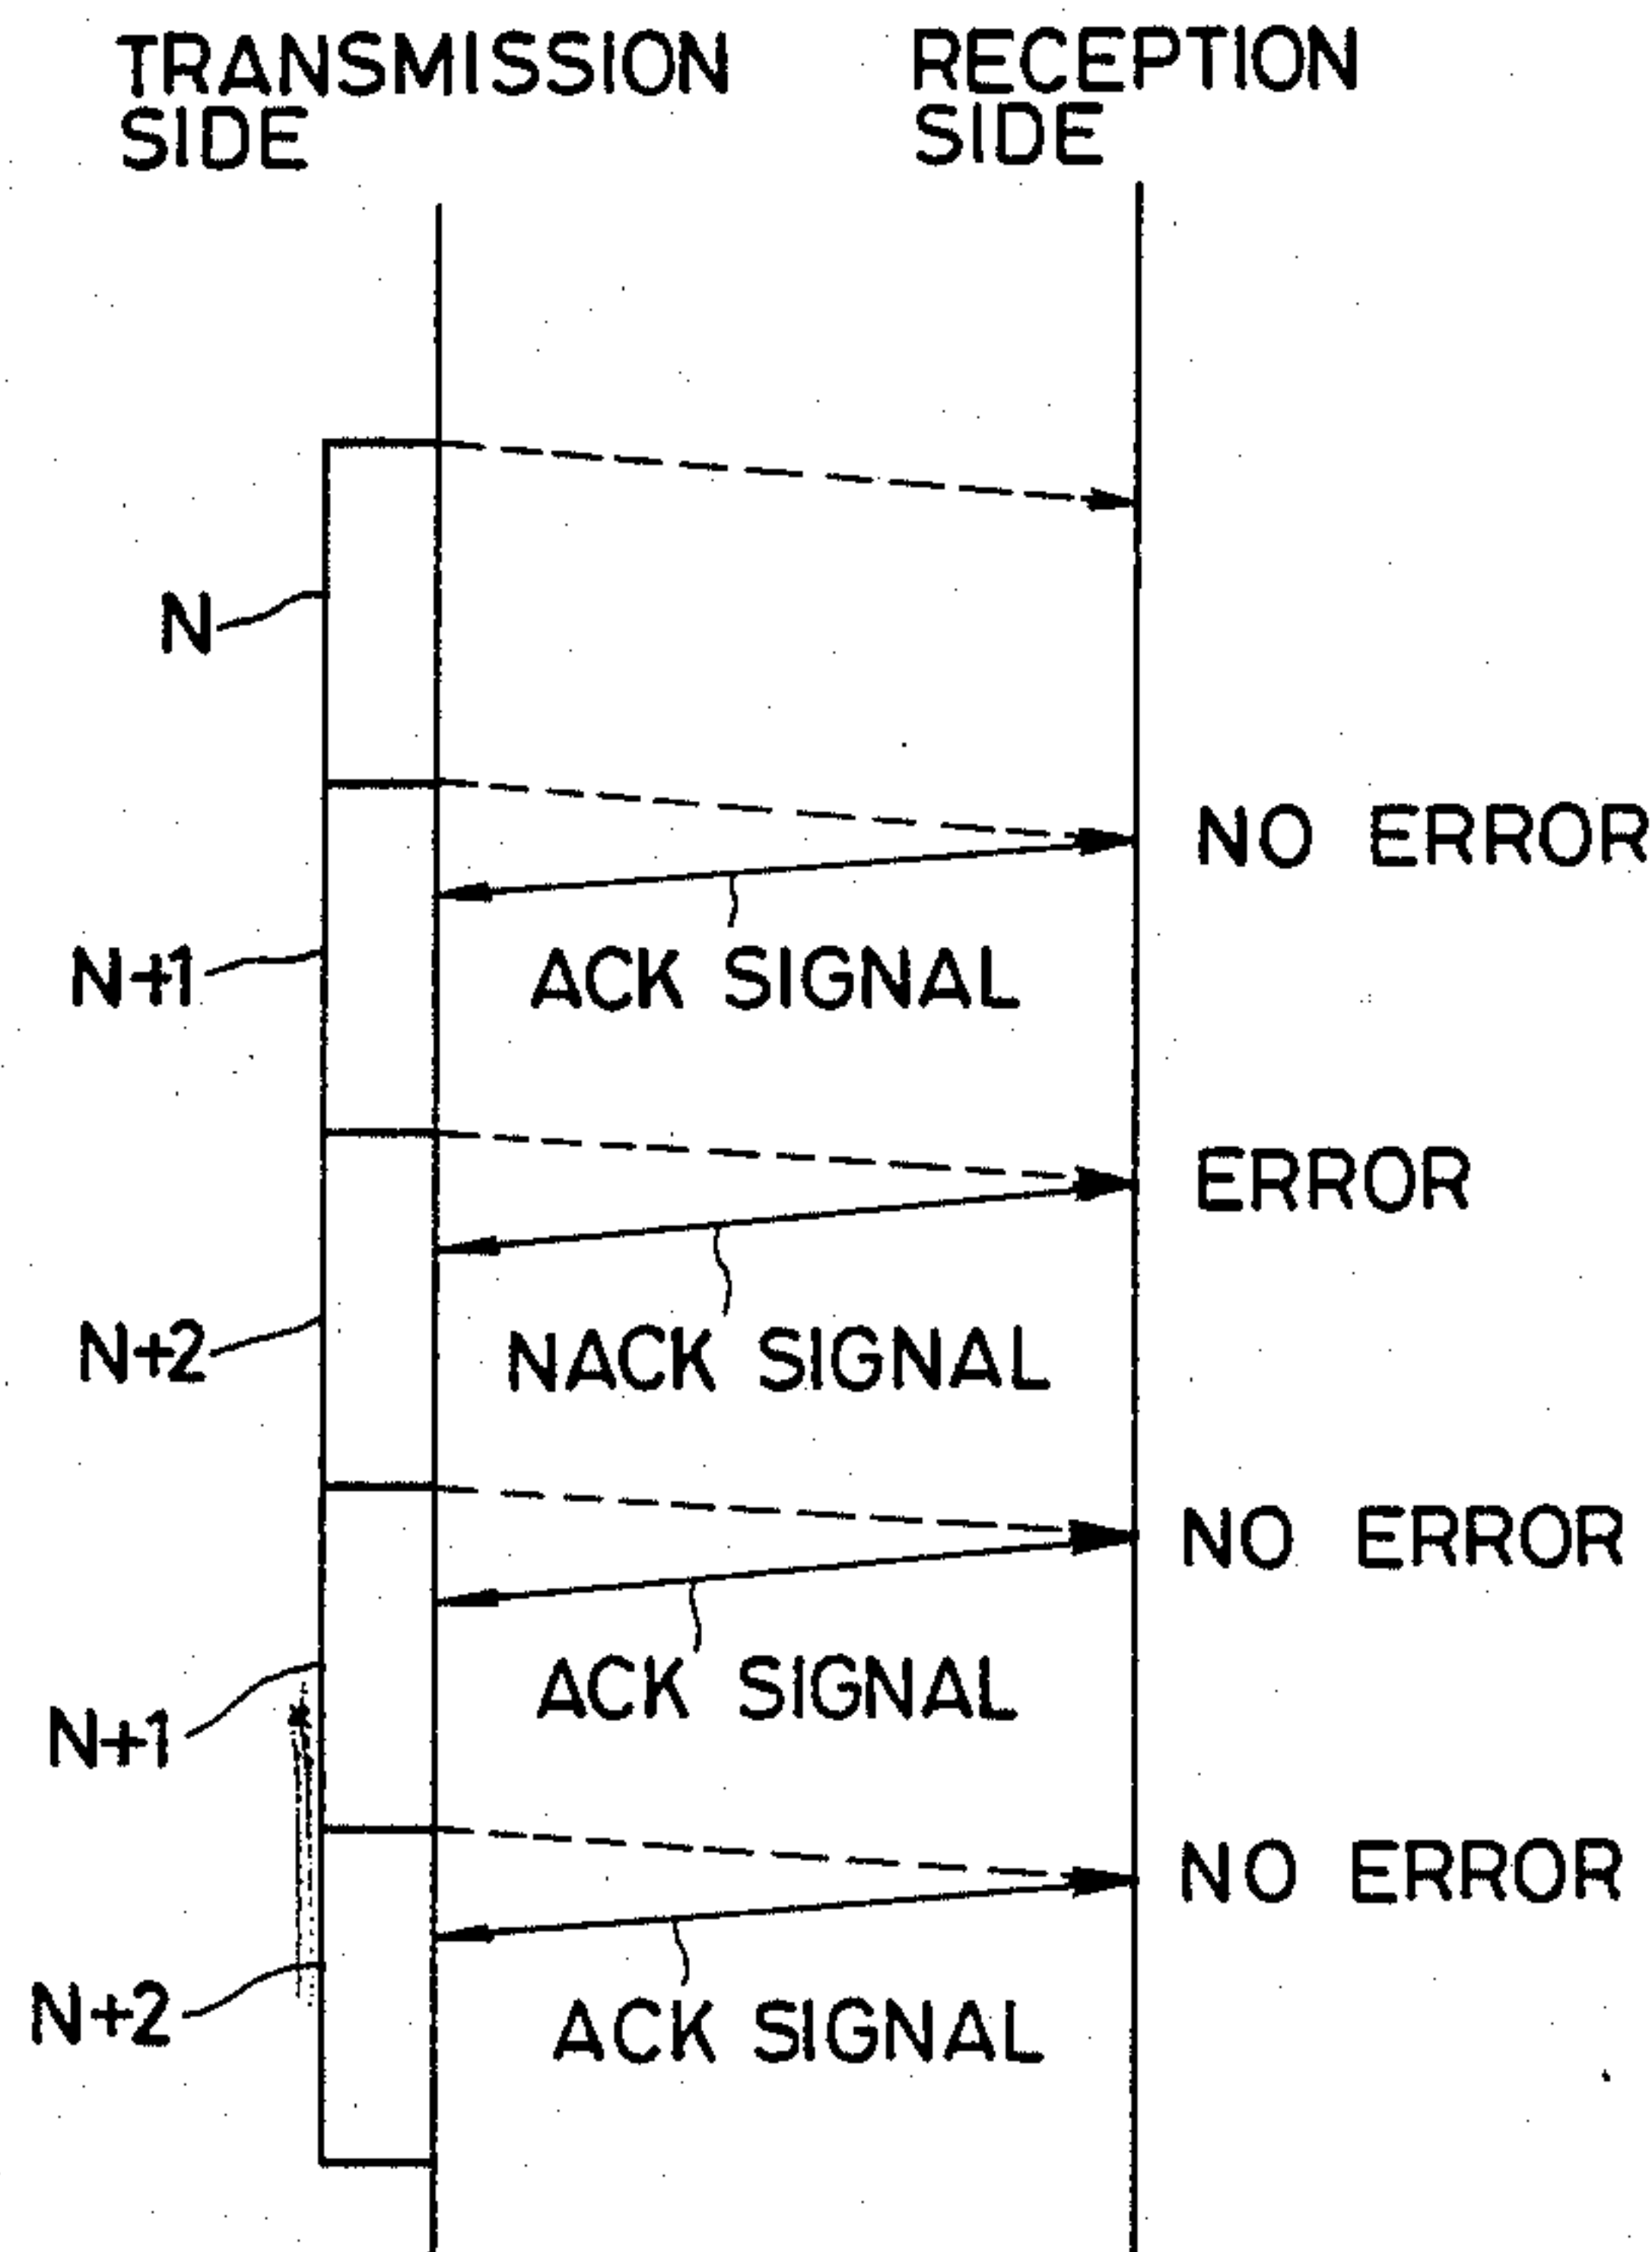 TRANSMISSION
SIDE
RECEPTION
SIDE
N
NO ERROR
N+1
ACK SIGNAL
ERROR
N+2
NACK SIGNAL
NO ERROR
ACK SIGNAL
N+1
NO ERROR
N+2
ACK SIGNAL